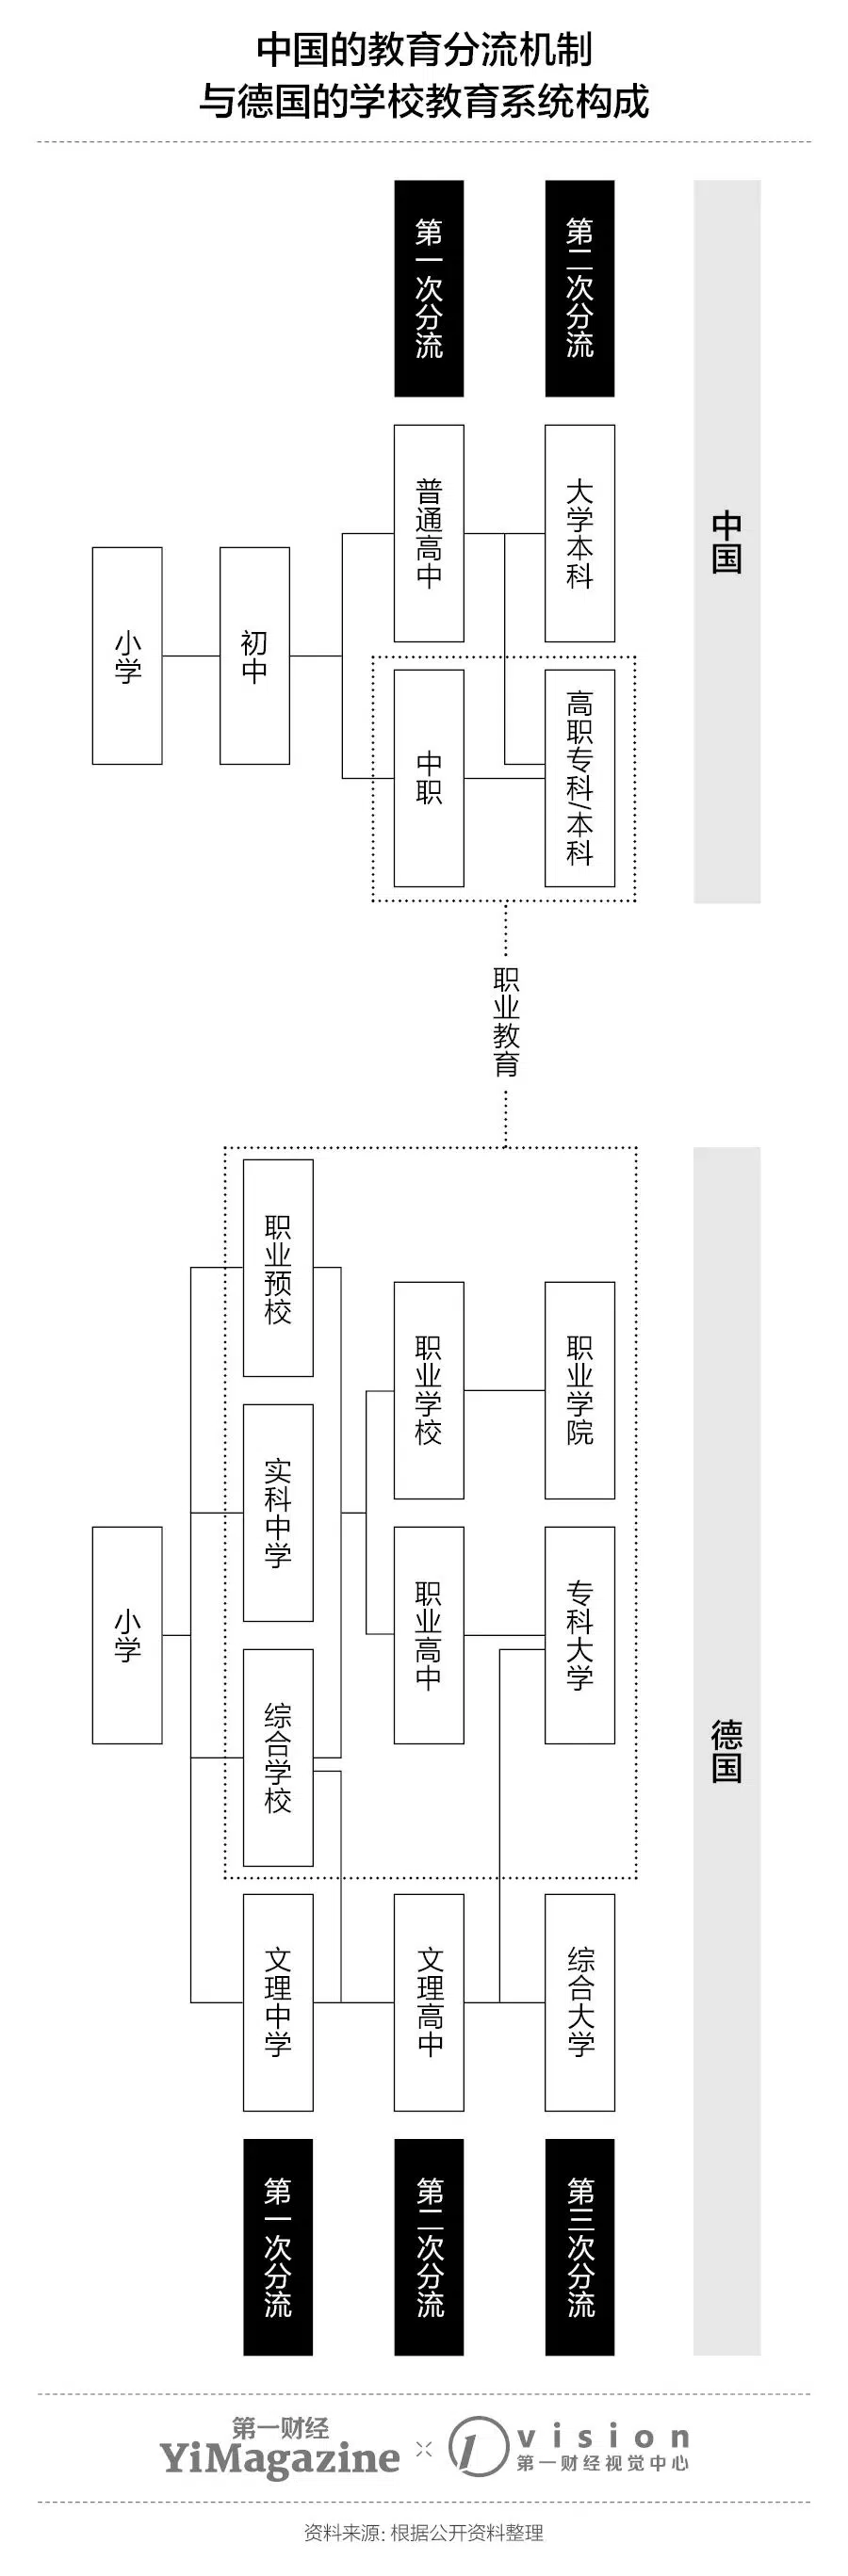 中国的教育分流机制
与德国的学校教育系统构成
第一次分流
第二次分流
中国
小学
初中
普通高中
大学本科
中职
高职专科/本科
职业教育
德国
小学
职业预校
实科中学
综合学校
文理中学
职业学校
职业高中
文理高中
职业学院
专科大学
综合大学
第一次分流
第二次分流
第三次分流
第一财经
YiMagazine
vision
第一财经视觉中心
资料来源：根据公开资料整理